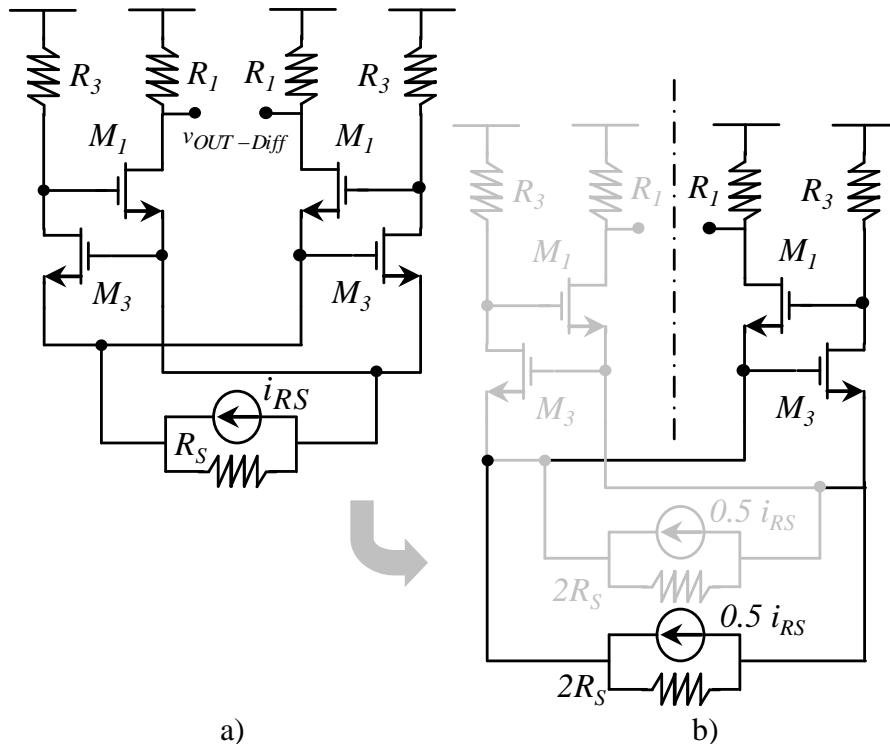 R3 R1 R1 R3
vOUT-Diff
M1 M1
M3 M3
iRS
RS
a)
R3 R1 R1 R3
M1 M1
M3 M3
0.5 iRS
2RS
0.5 iRS
2RS
b)